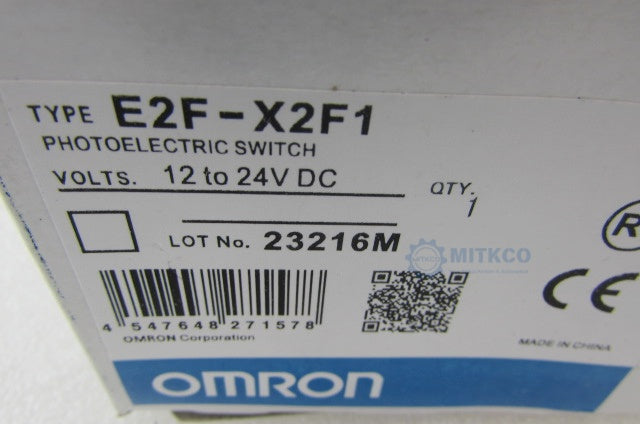 TYPE E2F-X2F1
PHOTOELECTRIC SWITCH
VOLTS. 12 to 24V DC
QTY.
1
LOT No. 23216M
MITKCO
MITKCO
R
CE
4 547648 271578
OMRON Corporation
MADE IN CHINA
OMRON